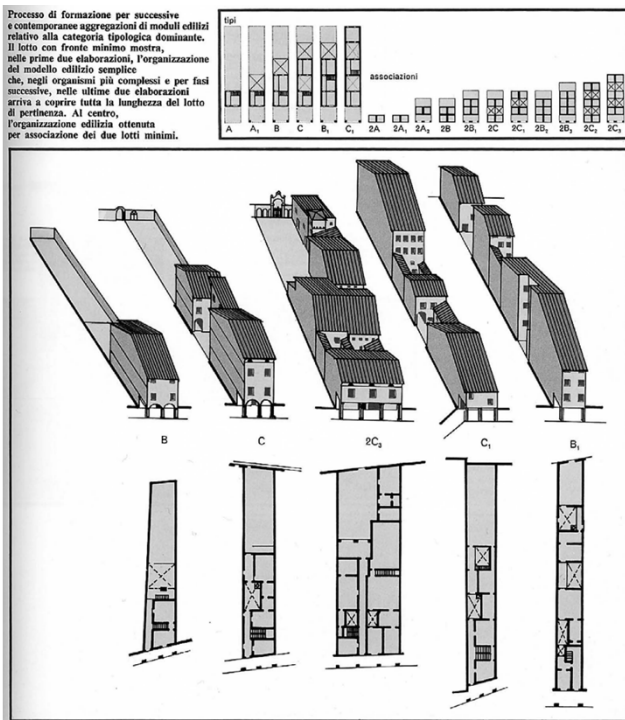 Processo di formazione per successive
e contemporanee aggregazioni di moduli edilizi
relativo alla categoria tipologica dominante.
Il lotto con fronte minimo mostra,
nelle prime due elaborazioni, l'organizzazione
del modello edilizio semplice
che, negli organismi più complessi e per fasi
successive, nelle ultime due elaborazioni
arriva a coprire tutta la lunghezza del lotto
di pertinenza. Al centro,
l'organizzazione edilizia ottenuta
per associazione dei due lotti minimi.
tipi
associazioni
A A₁ B C B₁ C₁ 2A 2A₁ 2A₂ 2B 2B₁ 2C 2C₁ 2B₂ 2B₃ 2C₂ 2C₃
B C 2C₃ C₁ B₁